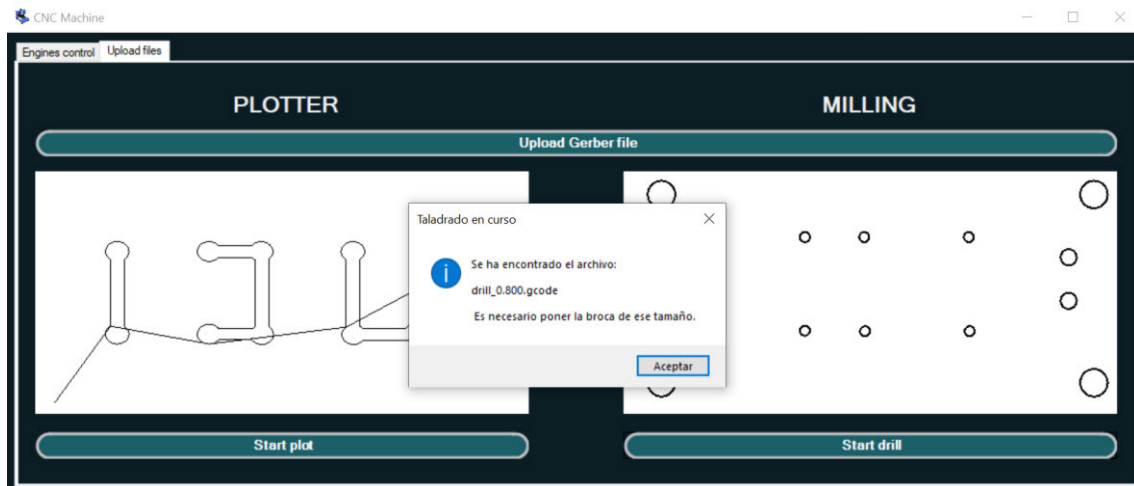 CNC Machine
Engines control
Upload files
PLOTTER
MILLING
Upload Gerber file
Taladrado en curso
Se ha encontrado el archivo:
drill_0.800.gcode
Es necesario poner la broca de ese tamaño.
Aceptar
Start plot
Start drill